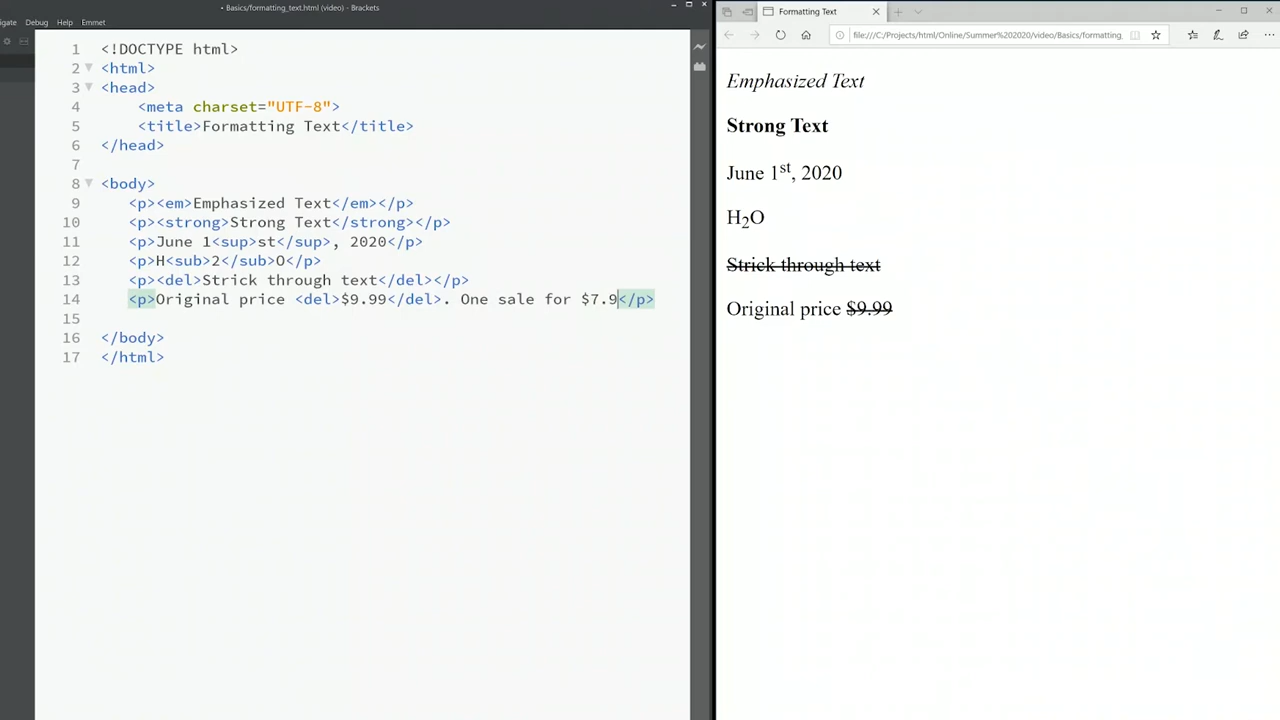 • Basics/formatting_text.html (video) - Brackets
igate Debug Help Emmet
1 <!DOCTYPE html>
2 <html>
3 <head>
4 <meta charset="UTF-8">
5 <title>Formatting Text</title>
6 </head>
7
8 <body>
9 <p><em>Emphasized Text</em></p>
10 <p><strong>Strong Text</strong></p>
11 <p>June 1<sup>st</sup>, 2020</p>
12 <p>H<sub>2</sub>O</p>
13 <p><del>Strick through text</del></p>
14 <p>Original price <del>$9.99</del>. One sale for $7.9</p>
15
16 </body>
17 </html>
Formatting Text
file:///C:/Projects/html/Online/Summer%202020/video/Basics/formatting_
Emphasized Text
Strong Text
June 1st, 2020
H2O
Strick through text
Original price $9.99